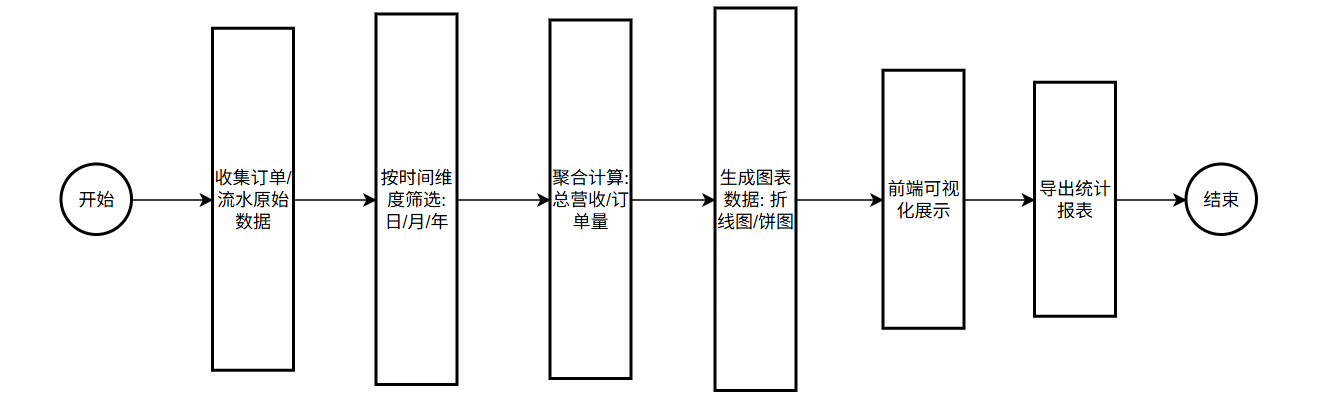 开始
收集订单/
流水原始
数据
按时间维
度筛选:
日/月/年
聚合计算:
总营收/订
单量
生成图表
数据: 折
线图/饼图
前端可视
化展示
导出统计
报表
结束